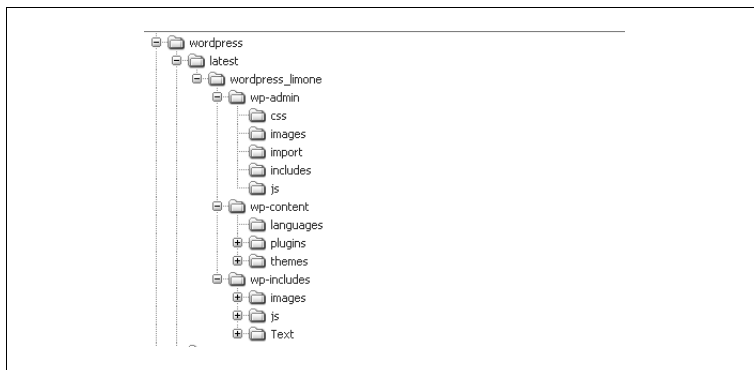 wordpress
latest
wordpress_limone
wp-admin
css
images
import
includes
js
wp-content
languages
plugins
themes
wp-includes
images
js
Text